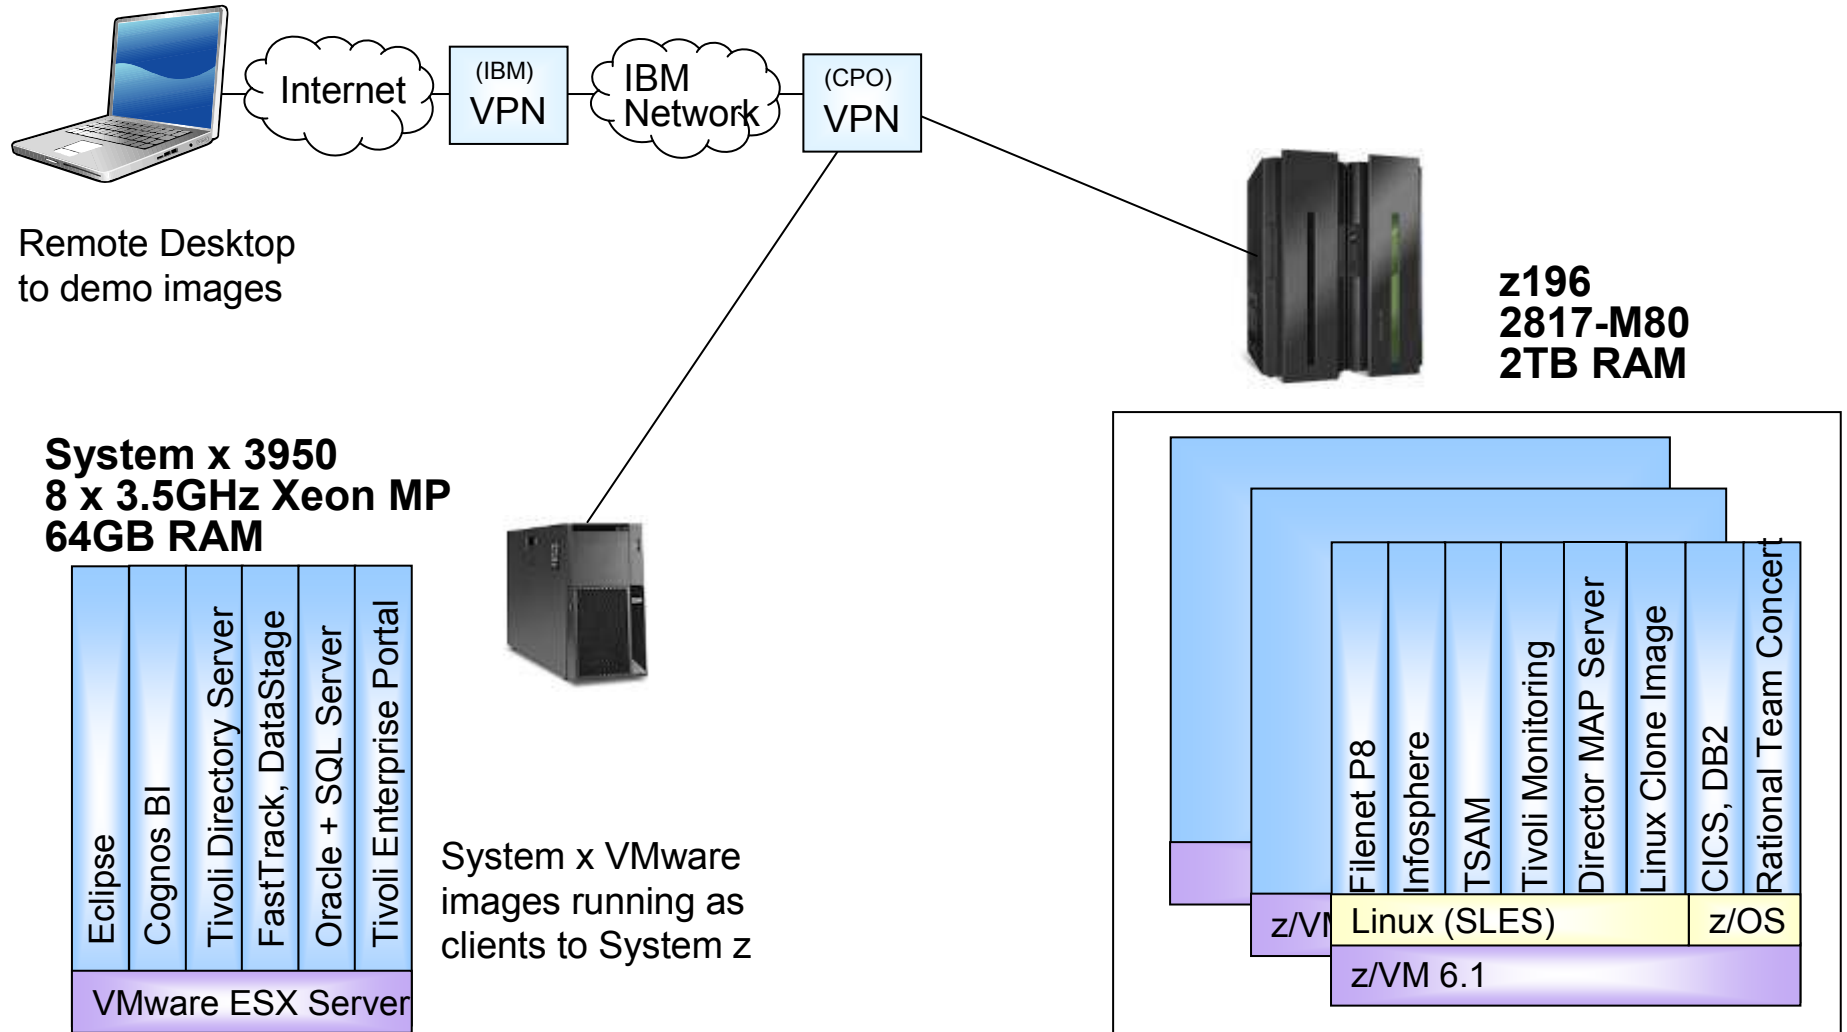 Internet
(IBM)
VPN
IBM
Network
(CPO)
VPN
Remote Desktop
to demo images
z196
2817-M80
2TB RAM
System x 3950
8 x 3.5GHz Xeon MP
64GB RAM
Eclipse
Cognos BI
Tivoli Directory Server
FastTrack, DataStage
Oracle + SQL Server
Tivoli Enterprise Portal
VMware ESX Server
System x VMware
images running as
clients to System z
Filenet P8
Infosphere
TSAM
Tivoli Monitoring
Director MAP Server
Linux Clone Image
CICS, DB2
Rational Team Concert
z/VM
Linux (SLES)
z/OS
z/VM 6.1